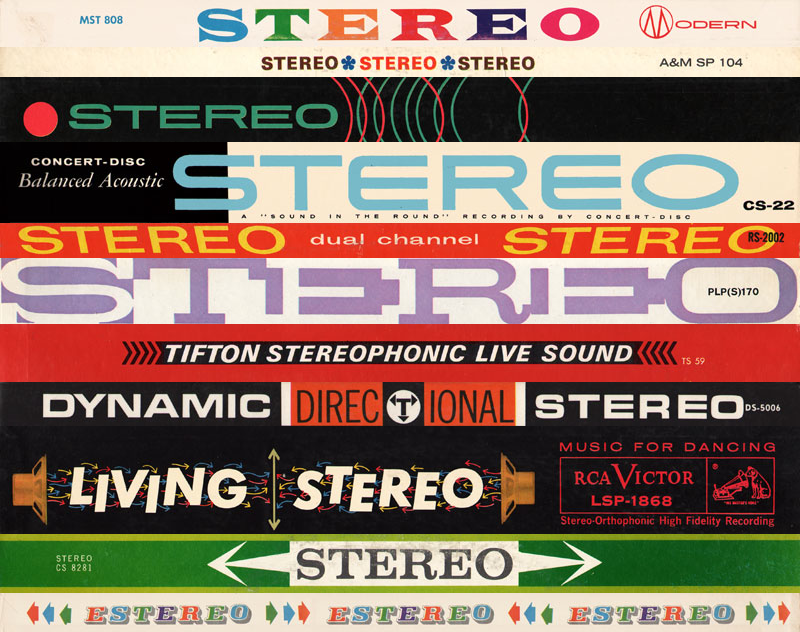 MST 808 STEREO MODERN
STEREO*STEREO*STEREO A&M SP 104
STEREO
CONCERT-DISC
Balanced Acoustic
STEREO
CS-22
A "SOUND IN THE ROUND" RECORDING BY CONCERT-DISC
STEREO dual channel STEREO RS-2002
STEREO PLP(S)170
TIFTON STEREOPHONIC LIVE SOUND TS 59
DYNAMIC DIRECTIONAL STEREO DS-5006
LIVING STEREO
MUSIC FOR DANCING
RCA VICTOR
LSP-1868
®
"HIS MASTER'S VOICE"
Stereo-Orthophonic High Fidelity Recording
STEREO
CS 8281
STEREO
ESTEREO ESTEREO ESTEREO